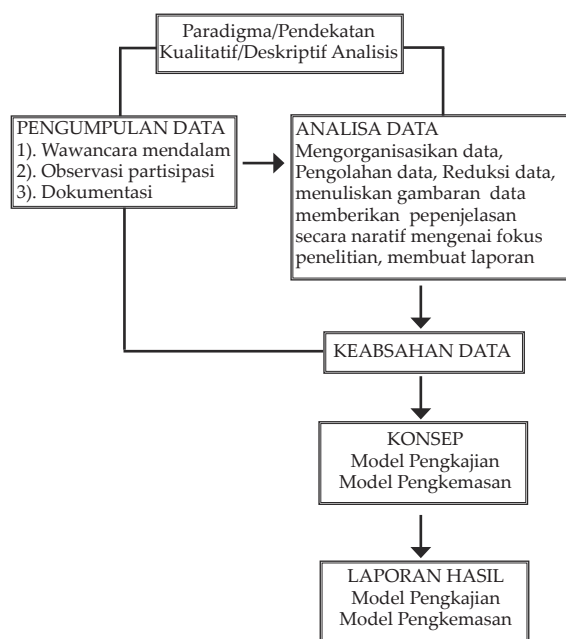 Paradigma/Pendekatan
Kualitatif/Deskriptif Analisis
PENGUMPULAN DATA
1). Wawancara mendalam
2). Observasi partisipasi
3). Dokumentasi
ANALISA DATA
Mengorganisasikan data,
Pengolahan data, Reduksi data,
menuliskan gambaran data
memberikan pepenjelasan
secara naratif mengenai fokus
penelitian, membuat laporan
KEABSAHAN DATA
KONSEP
Model Pengkajian
Model Pengkemasan
LAPORAN HASIL
Model Pengkajian
Model Pengkemasan